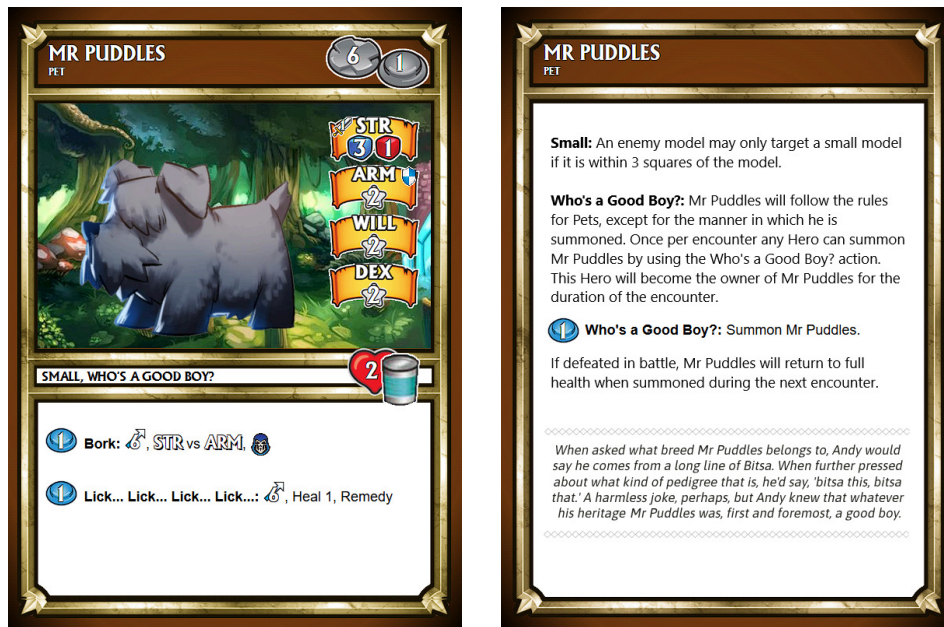 MR PUDDLES
PET
6 1
STR
3 1
ARM
2
WILL
2
DEX
2
SMALL, WHO'S A GOOD BOY?
2
1 Bork: 6, STR vs ARM,
1 Lick... Lick... Lick... Lick...: 6, Heal 1, Remedy
MR PUDDLES
PET
Small: An enemy model may only target a small model
if it is within 3 squares of the model.
Who's a Good Boy?: Mr Puddles will follow the rules
for Pets, except for the manner in which he is
summoned. Once per encounter any Hero can summon
Mr Puddles by using the Who's a Good Boy? action.
This Hero will become the owner of Mr Puddles for the
duration of the encounter.
1 Who's a Good Boy?: Summon Mr Puddles.
If defeated in battle, Mr Puddles will return to full
health when summoned during the next encounter.
When asked what breed Mr Puddles belongs to, Andy would
say he comes from a long line of Bitsa. When further pressed
about what kind of pedigree that is, he'd say, 'bitsa this, bitsa
that.' A harmless joke, perhaps, but Andy knew that whatever
his heritage Mr Puddles was, first and foremost, a good boy.